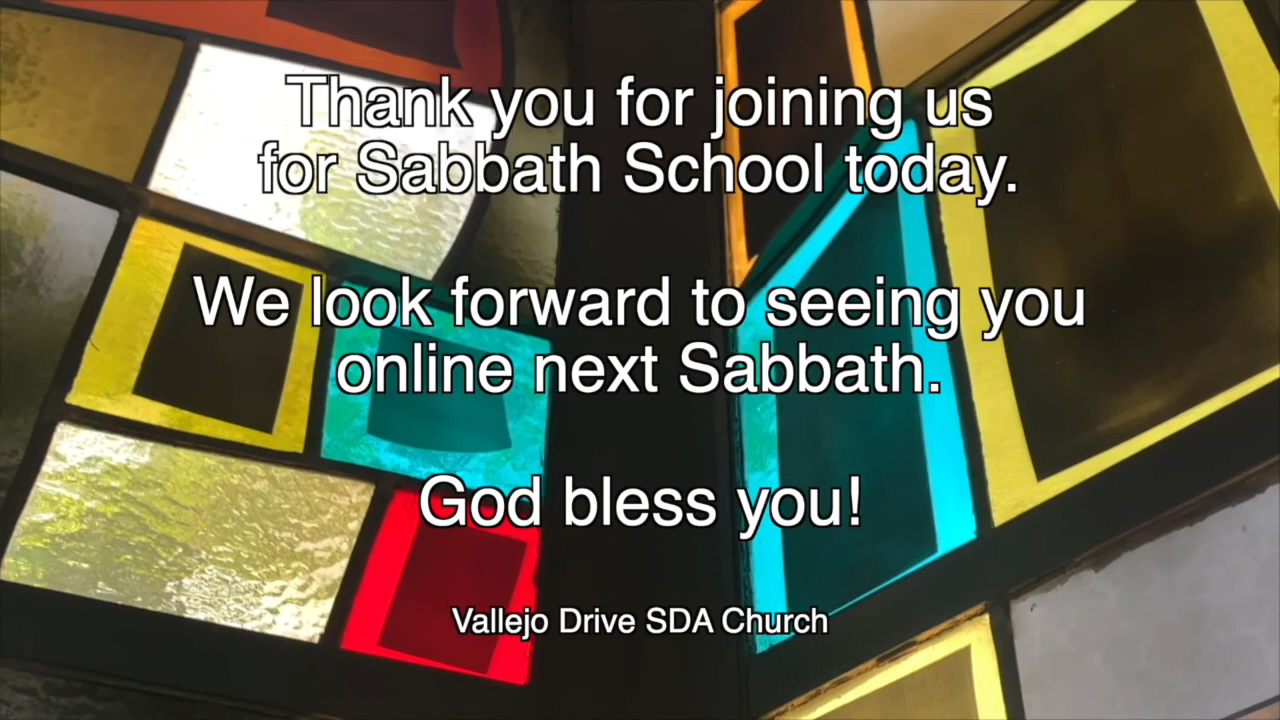 Thank you for joining us
for Sabbath School today.
We look forward to seeing you
online next Sabbath.
God bless you!
Vallejo Drive SDA Church